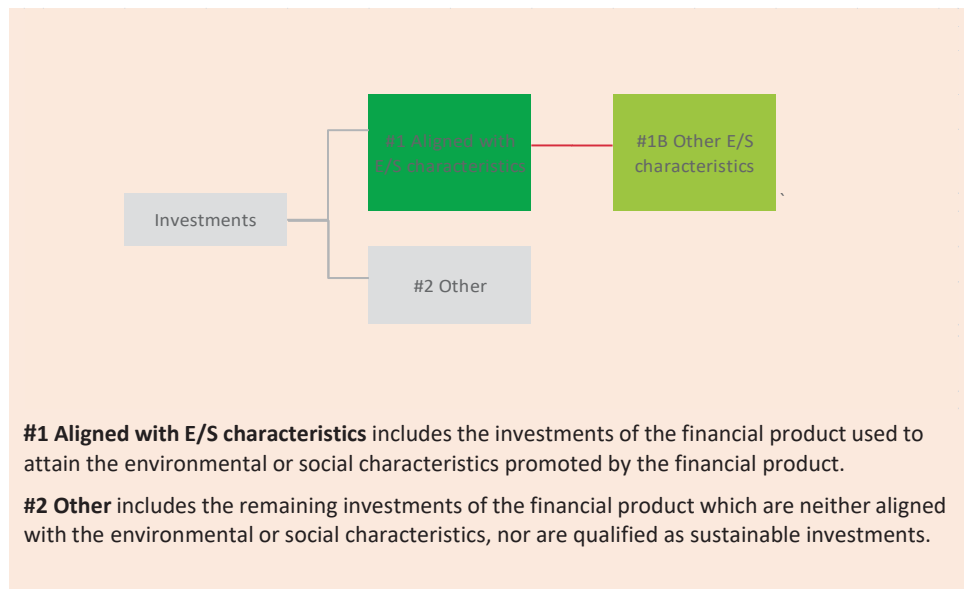 #1 Aligned with
E/S characteristics
#1B Other E/S
characteristics
`
Investments
#2 Other
#1 Aligned with E/S characteristics includes the investments of the financial product used to
attain the environmental or social characteristics promoted by the financial product.
#2 Other includes the remaining investments of the financial product which are neither aligned
with the environmental or social characteristics, nor are qualified as sustainable investments.